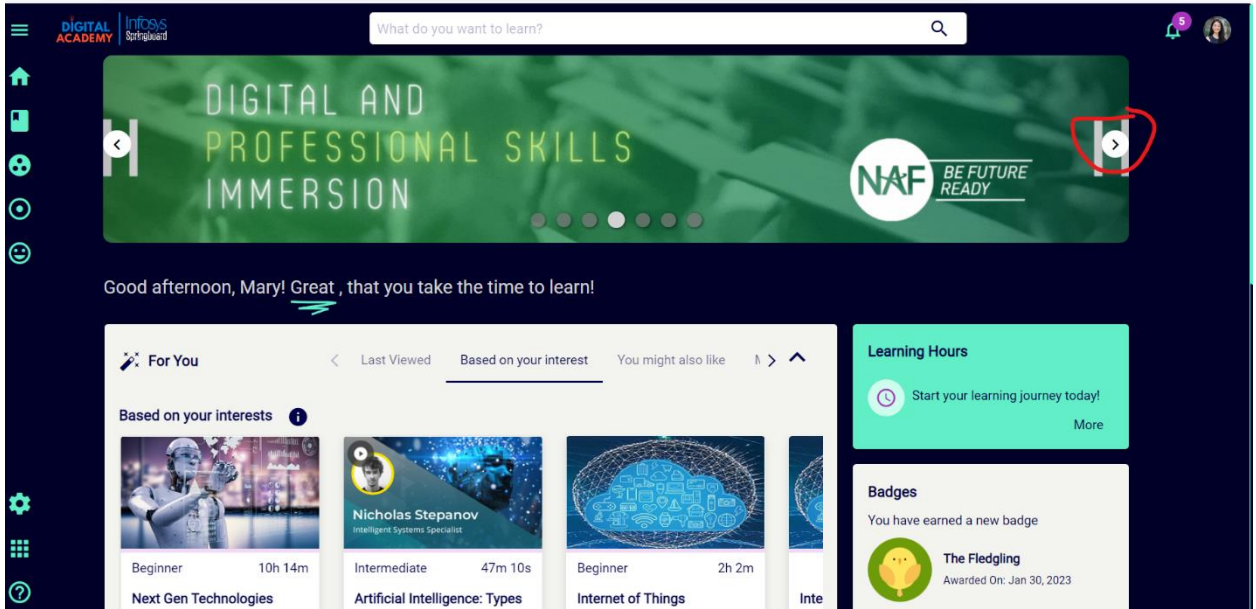 DIGITAL ACADEMY
Infosys Springboard
What do you want to learn?
5
DIGITAL AND
PROFESSIONAL SKILLS
IMMERSION
NAF
BE FUTURE
READY
Good afternoon, Mary! Great , that you take the time to learn!
For You
Last Viewed
Based on your interest
You might also like
Based on your interests
Nicholas Stepanov
Intelligent Systems Specialist
Beginner 10h 14m
Next Gen Technologies
Intermediate 47m 10s
Artificial Intelligence: Types
Beginner 2h 2m
Internet of Things
Inte
Learning Hours
Start your learning journey today!
More
Badges
You have earned a new badge
The Fledgling
Awarded On: Jan 30, 2023